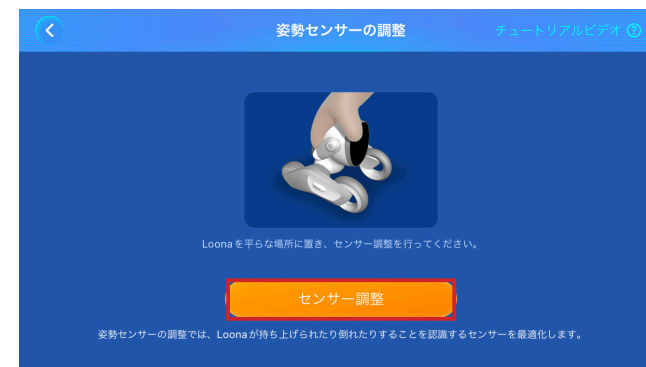 姿勢センサーの調整
チュートリアルビデオ ?
Loonaを平らな場所に置き、センサー調整を行ってください。
センサー調整
姿勢センサーの調整では、Loonaが持ち上げられたり倒れたりすることを認識するセンサーを最適化します。